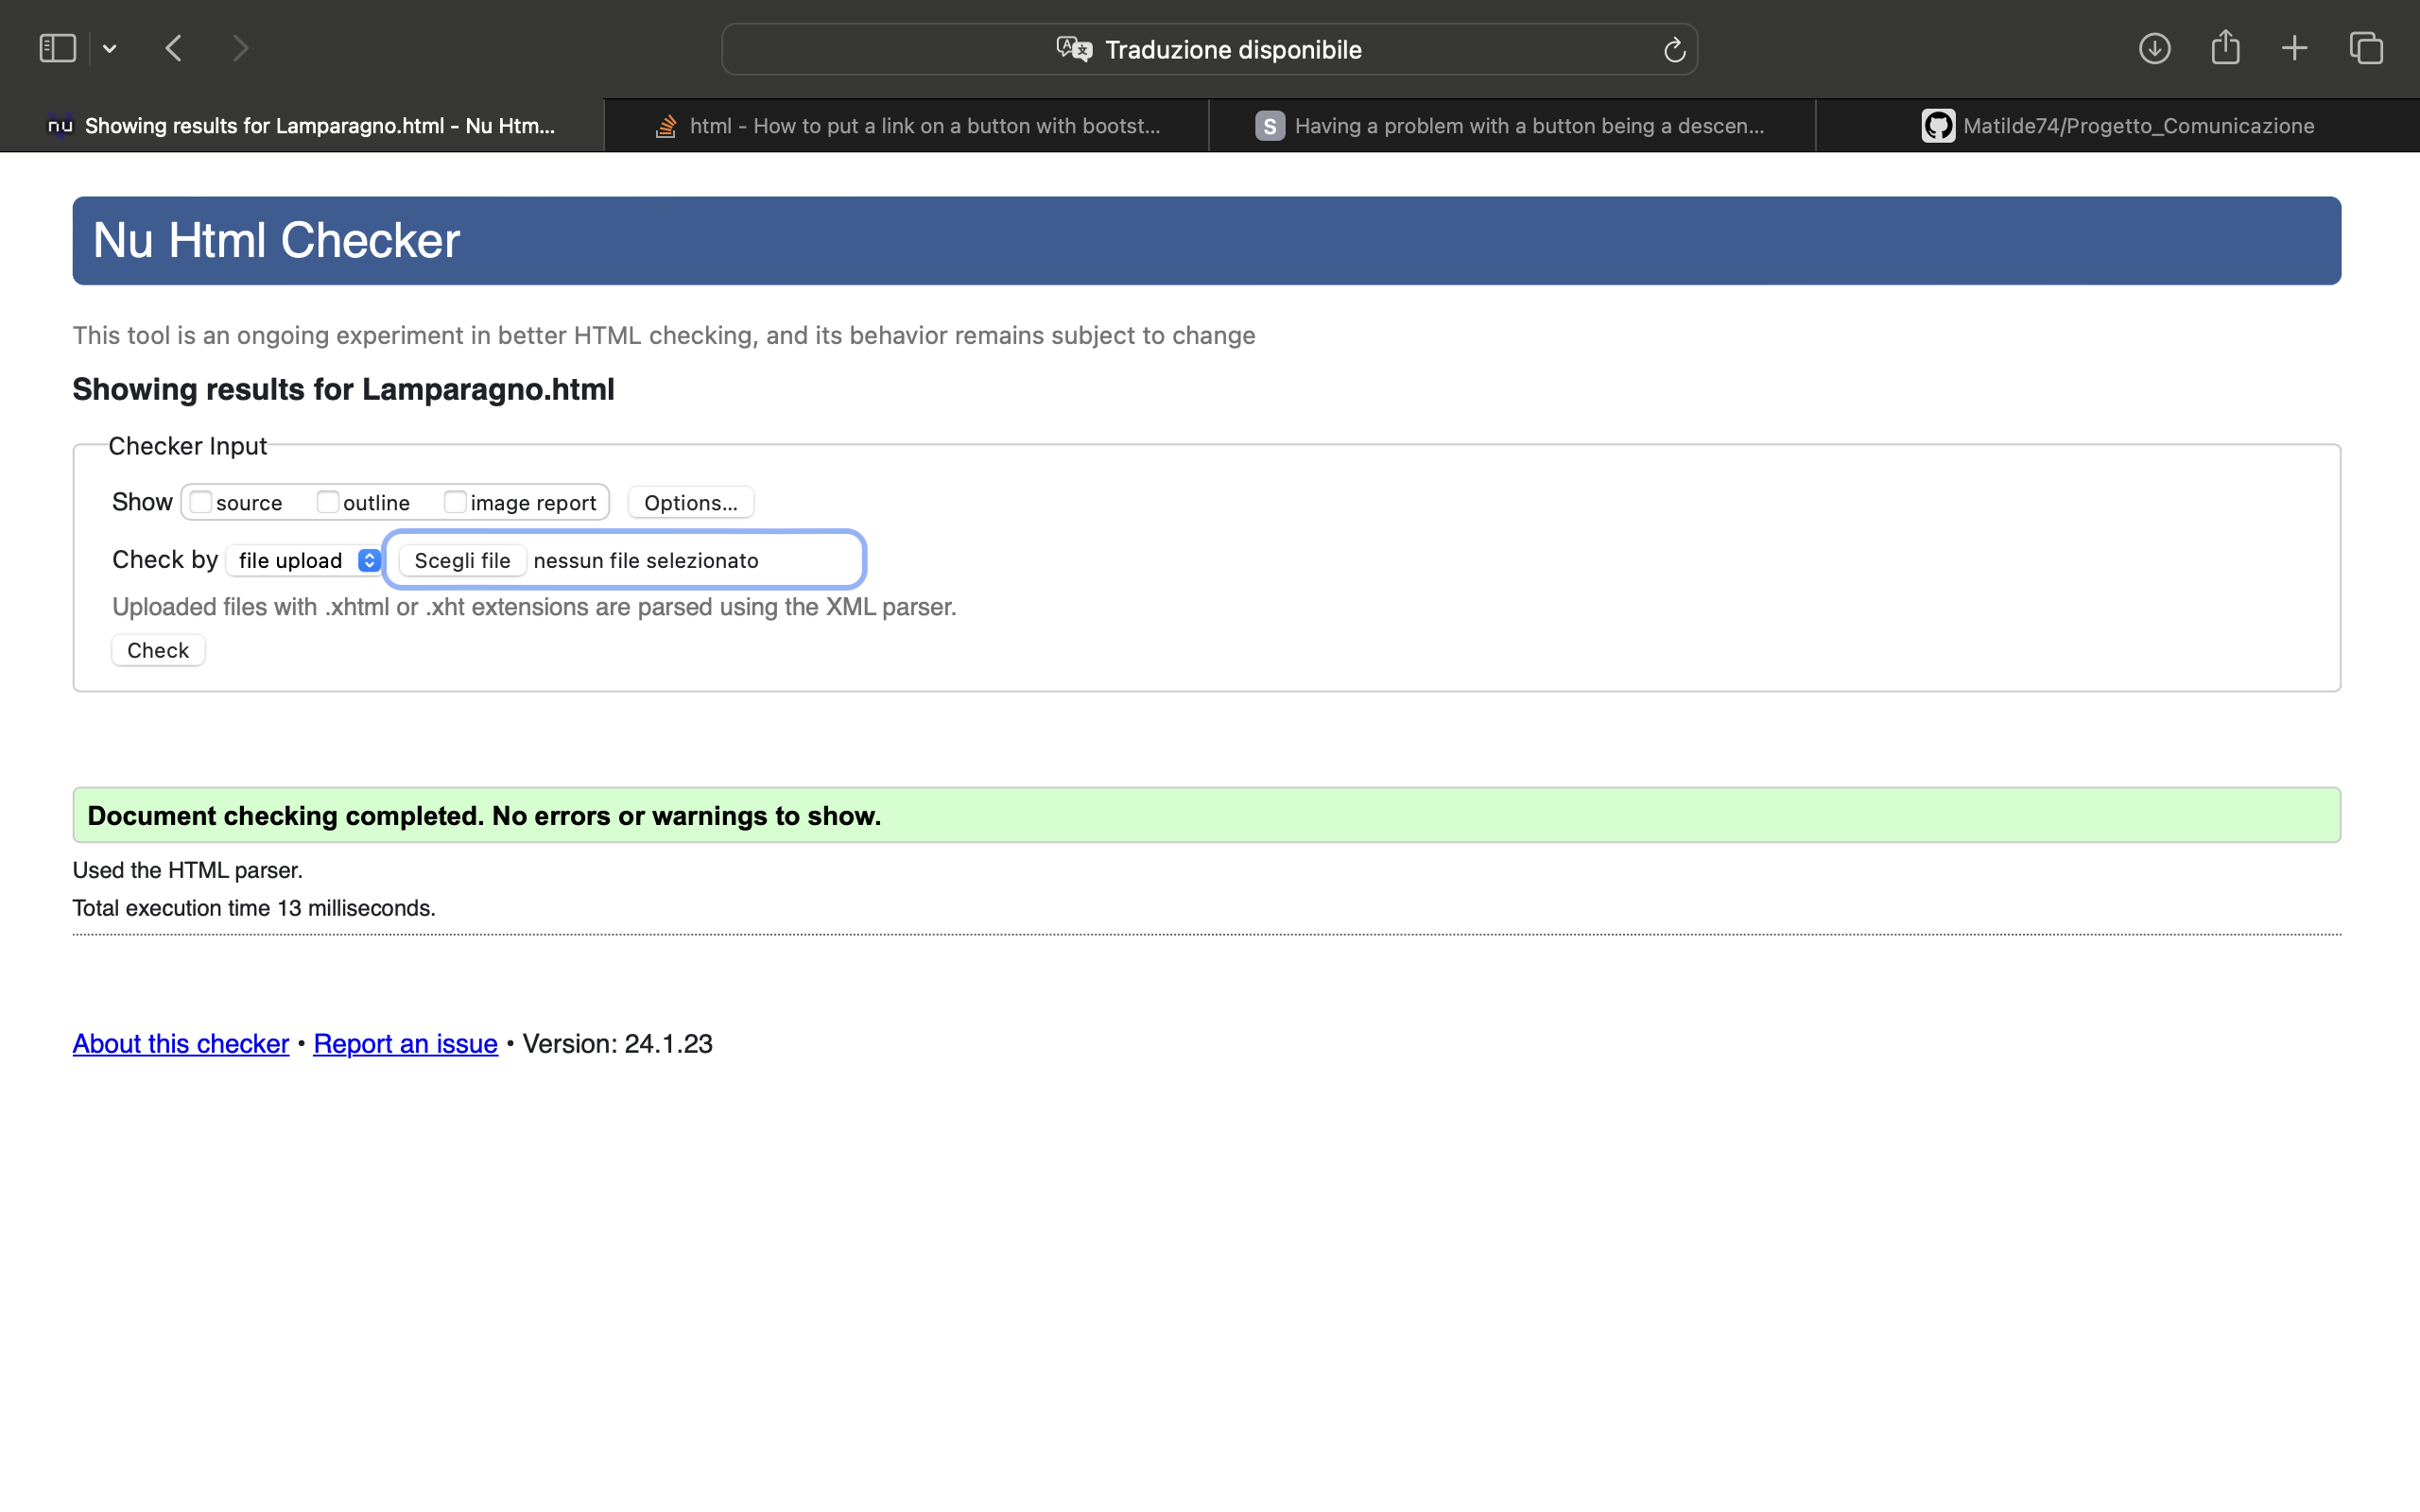 Traduzione disponibile
nu Showing results for Lamparagno.html - Nu Htm...
html - How to put a link on a button with bootst...
S Having a problem with a button being a descen...
Matilde74/Progetto_Comunicazione
Nu Html Checker
This tool is an ongoing experiment in better HTML checking, and its behavior remains subject to change
Showing results for Lamparagno.html
Checker Input
Show source outline image report Options...
Check by file upload Scegli file nessun file selezionato
Uploaded files with .xhtml or .xht extensions are parsed using the XML parser.
Check
Document checking completed. No errors or warnings to show.
Used the HTML parser.
Total execution time 13 milliseconds.
About this checker • Report an issue • Version: 24.1.23